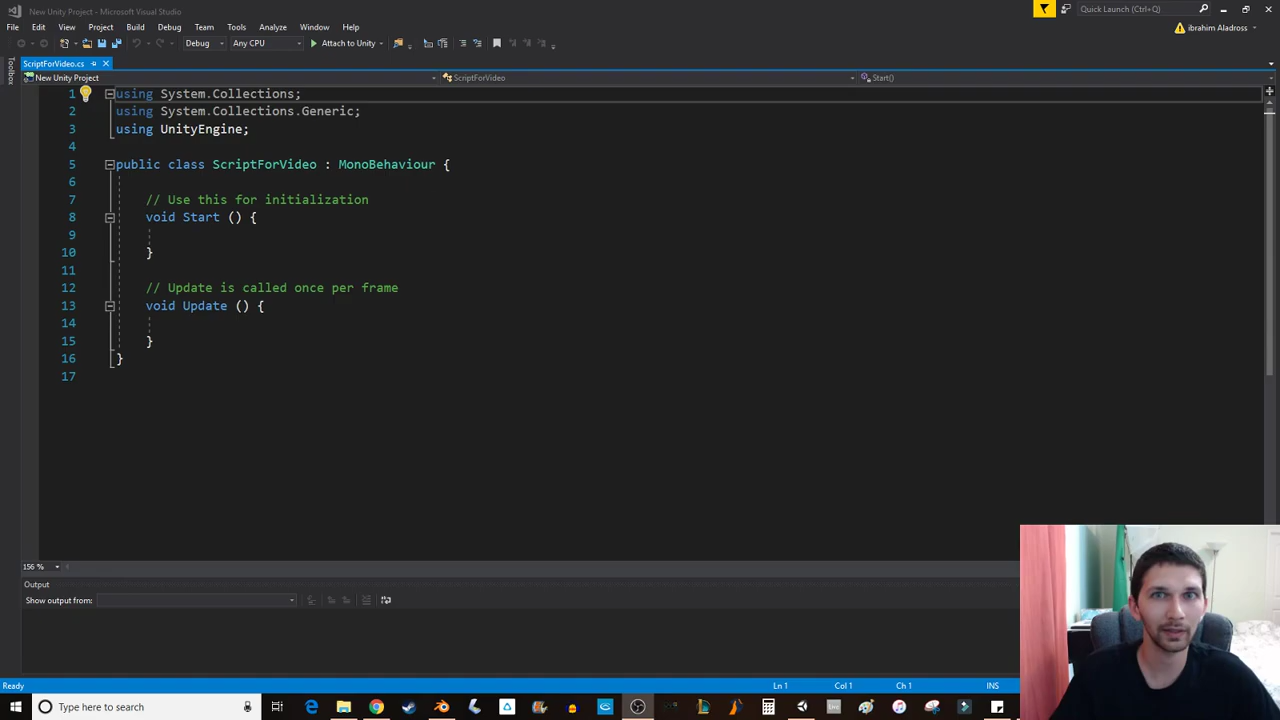 New Unity Project - Microsoft Visual Studio
Quick Launch (Ctrl+Q)
File Edit View Project Build Debug Team Tools Analyze Window Help
ibrahim Aladross
Debug Any CPU Attach to Unity
Toolbox
ScriptForVideo.cs
New Unity Project ScriptForVideo Start()
1 using System.Collections;
2 using System.Collections.Generic;
3 using UnityEngine;
4
5 public class ScriptForVideo : MonoBehaviour {
6
7 // Use this for initialization
8 void Start () {
9
10 }
11
12 // Update is called once per frame
13 void Update () {
14
15 }
16 }
17
156 %
Output
Show output from:
Ready Ln 1 Col 1 Ch 1 INS
Type here to search